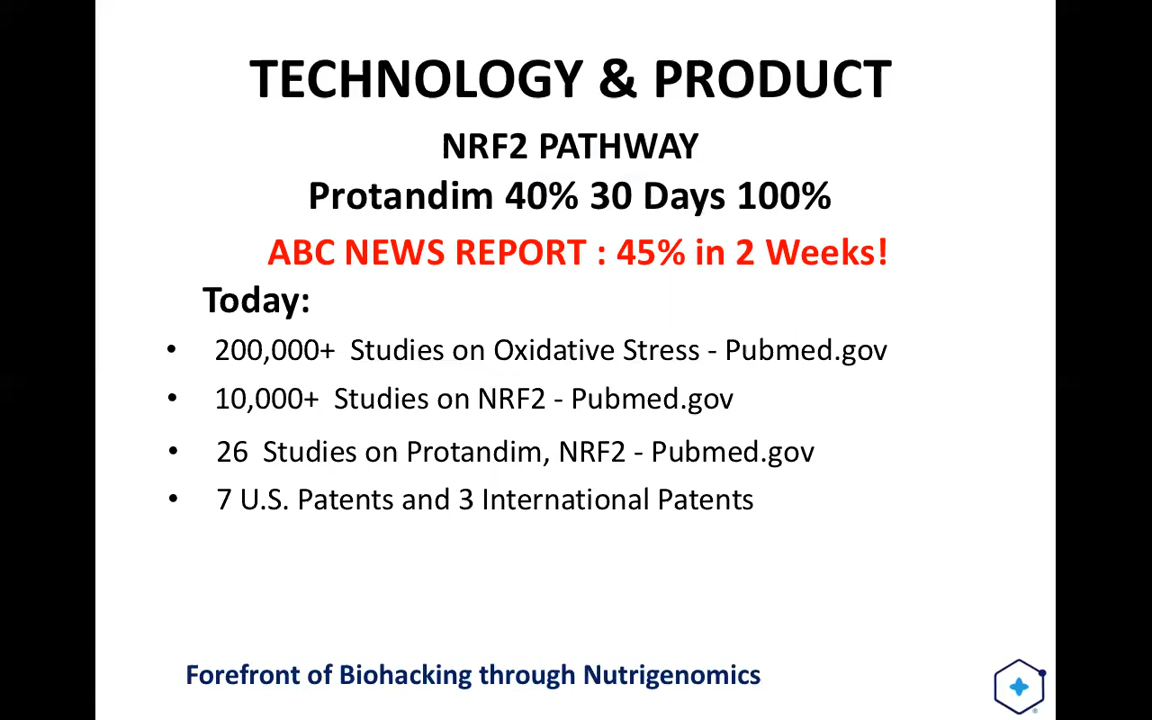 TECHNOLOGY & PRODUCT
NRF2 PATHWAY
Protandim 40% 30 Days 100%
ABC NEWS REPORT : 45% in 2 Weeks!
Today:
• 200,000+ Studies on Oxidative Stress - Pubmed.gov
• 10,000+ Studies on NRF2 - Pubmed.gov
• 26 Studies on Protandim, NRF2 - Pubmed.gov
• 7 U.S. Patents and 3 International Patents
Forefront of Biohacking through Nutrigenomics
®